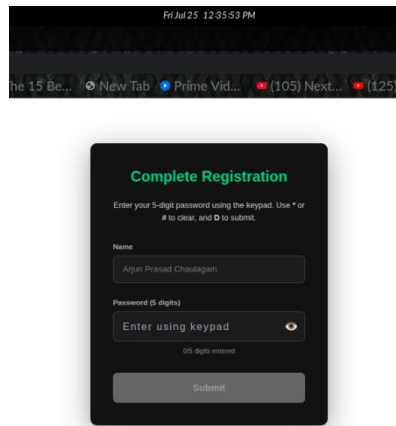 Fri Jul 25 12:35:53 PM
he 15 Be... New Tab Prime Vid... (105) Next... (125)
Complete Registration
Enter your 5-digit password using the keypad. Use * or
# to clear, and D to submit.
Name
Arjun Prasad Chaulagain
Password (5 digits)
Enter using keypad
0/5 digits entered
Submit